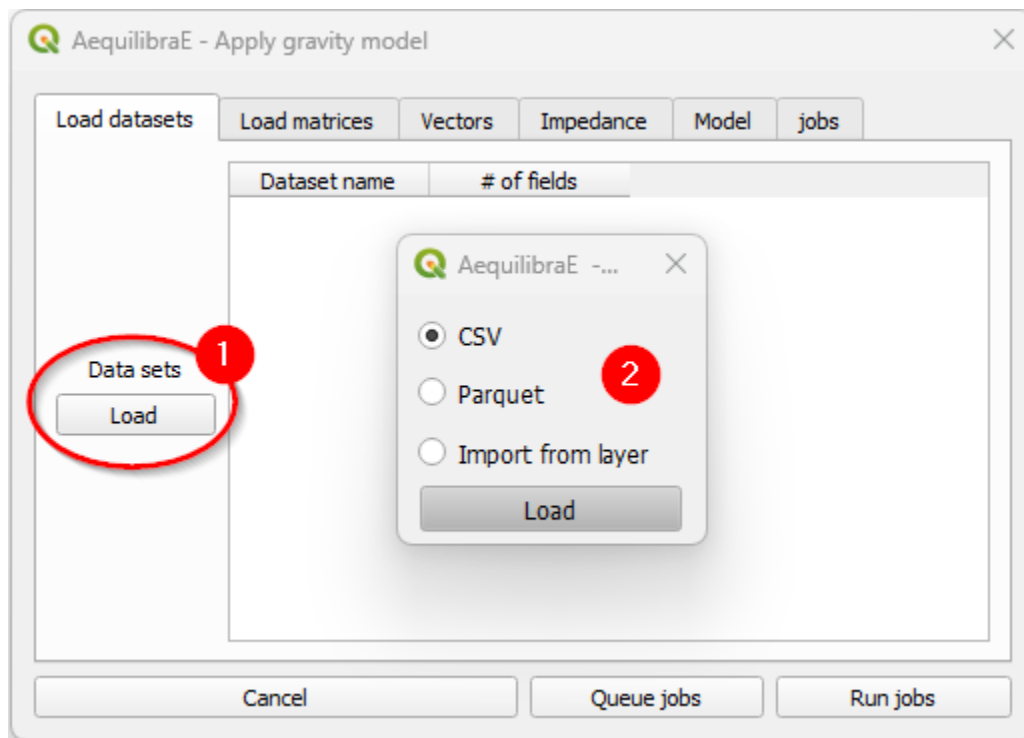 AequilibraE - Apply gravity model
Load datasets Load matrices Vectors Impedance Model jobs
Dataset name # of fields
AequilibraE -...
CSV
1
Data sets
2
Parquet
Load
Import from layer
Load
Cancel Queue jobs Run jobs